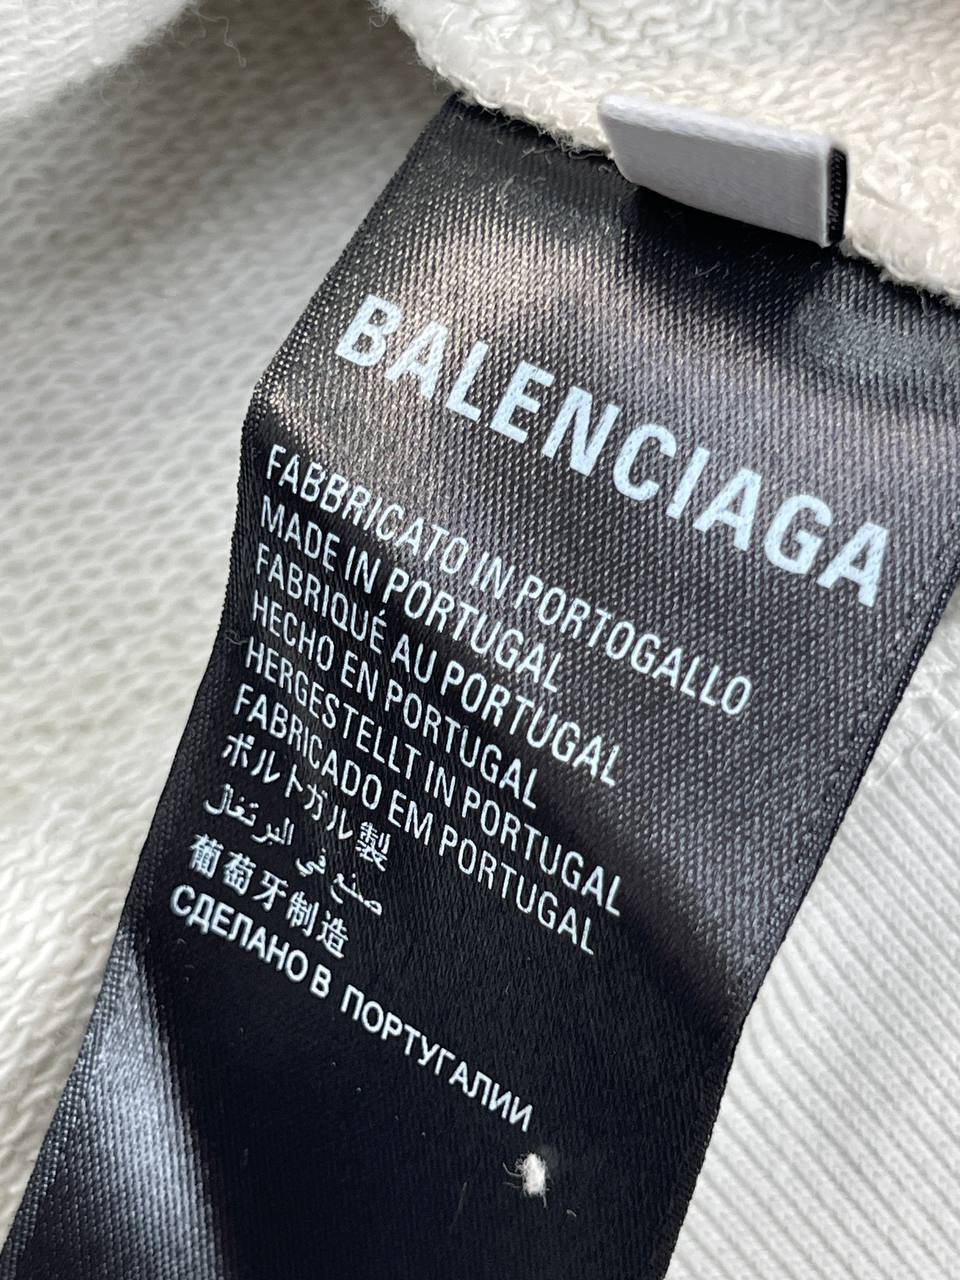 BALENCIAGA
FABBRICATO IN PORTOGALLO
MADE IN PORTUGAL
FABRIQUÉ AU PORTUGAL
HECHO EN PORTUGAL
HERGESTELLT IN PORTUGAL
FABRICADO EM PORTUGAL
ポルトガル製
صنع في البرتغال
葡萄牙制造
СДЕЛАНО В ПОРТУГАЛИИ